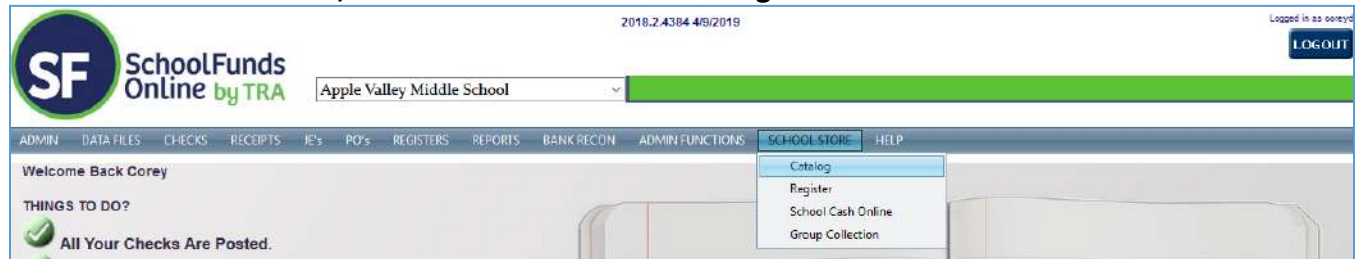 2018.2.4384 4/9/2019
Logged in as coreyd
LOGOUT
SF SchoolFunds
Online by TRA
Apple Valley Middle School
ADMIN DATA FILES CHECKS RECEIPTS JE's PO's REGISTERS REPORTS BANK RECON ADMIN FUNCTIONS SCHOOL STORE HELP
Welcome Back Corey
Catalog
Register
THINGS TO DO?
School Cash Online
Group Collection
All Your Checks Are Posted.